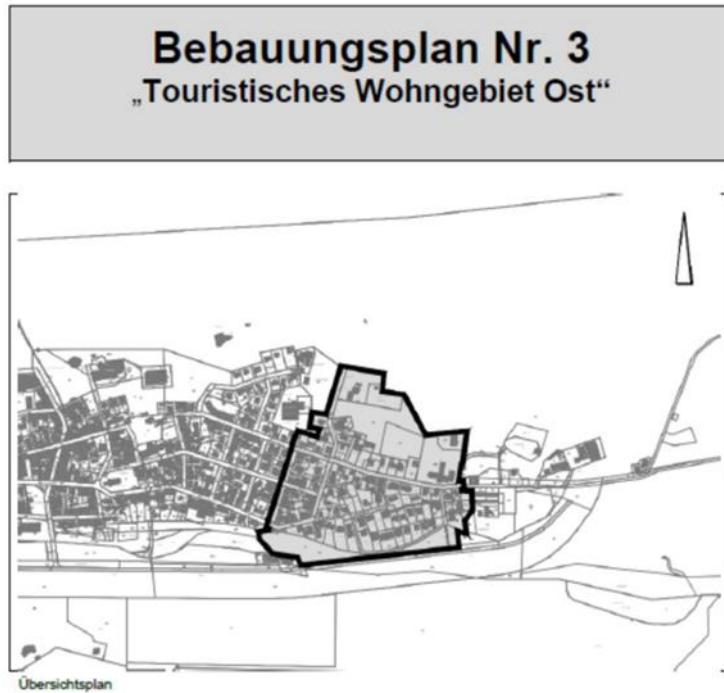 Bebauungsplan Nr. 3
„Touristisches Wohngebiet Ost“
Übersichtsplan